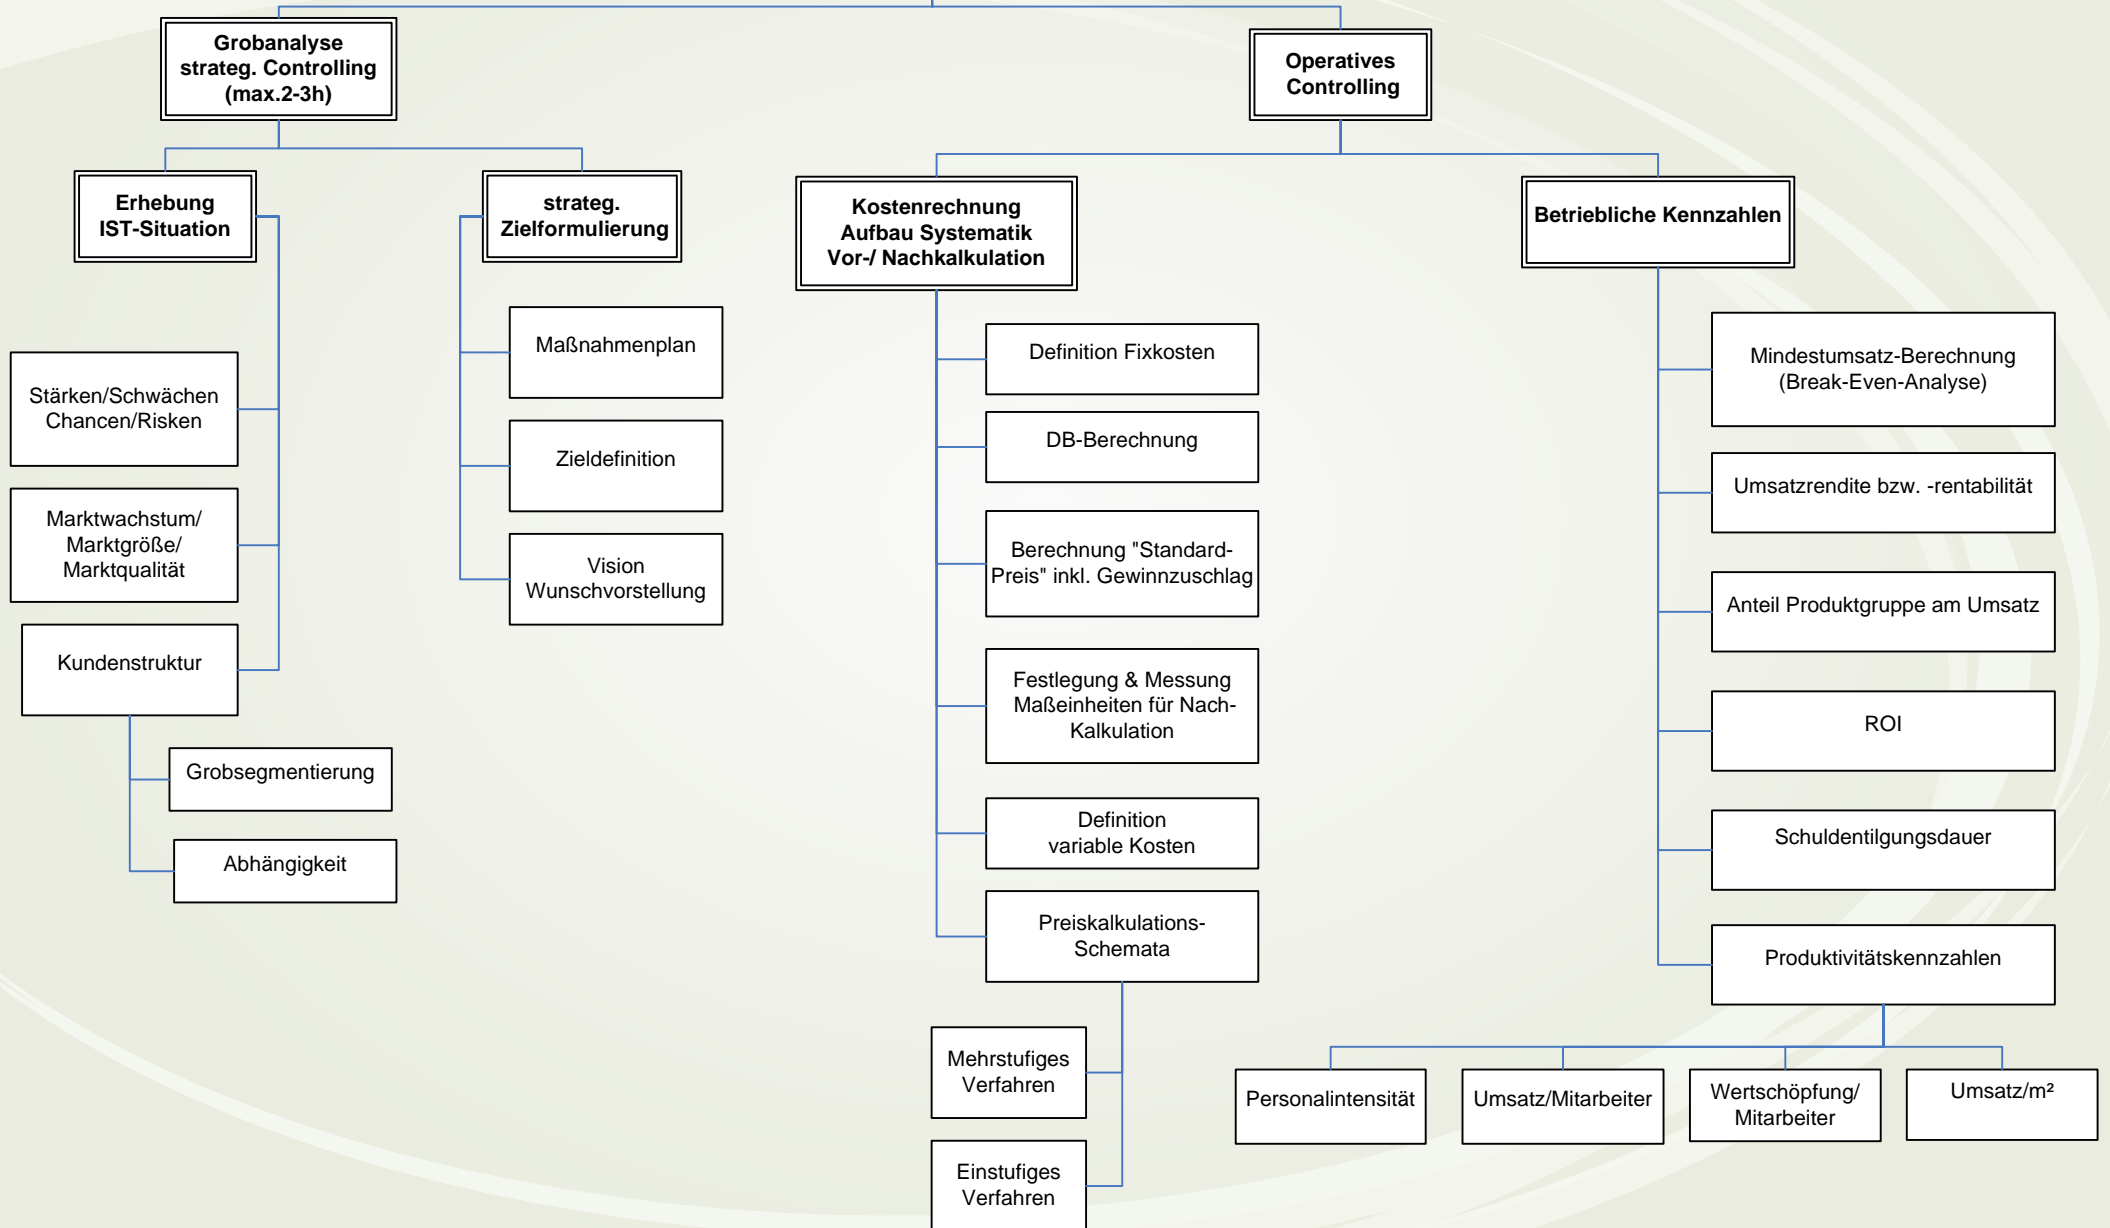 Grobanalyse
strateg. Controlling
(max.2-3h)
Operatives
Controlling
Erhebung
IST-Situation
strateg.
Zielformulierung
Kostenrechnung
Aufbau Systematik
Vor-/ Nachkalkulation
Betriebliche Kennzahlen
Stärken/Schwächen
Chancen/Risken
Marktwachstum/
Marktgröße/
Marktqualität
Kundenstruktur
Grobsegmentierung
Abhängigkeit
Maßnahmenplan
Zieldefinition
Vision
Wunschvorstellung
Definition Fixkosten
DB-Berechnung
Berechnung "Standard-
Preis" inkl. Gewinnzuschlag
Festlegung & Messung
Maßeinheiten für Nach-
Kalkulation
Definition
variable Kosten
Preiskalkulations-
Schemata
Mehrstufiges
Verfahren
Einstufiges
Verfahren
Mindestumsatz-Berechnung
(Break-Even-Analyse)
Umsatzrendite bzw. -rentabilität
Anteil Produktgruppe am Umsatz
ROI
Schuldentilgungsdauer
Produktivitätskennzahlen
Personalintensität
Umsatz/Mitarbeiter
Wertschöpfung/
Mitarbeiter
Umsatz/m²